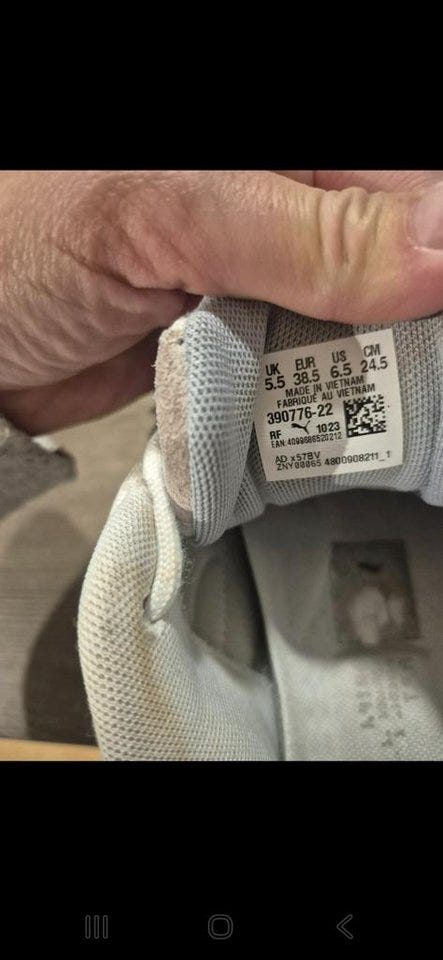 UK EUR US CM
5.5 38.5 6.5 24.5
MADE IN VIETNAM
FABRIQUÉ AU VIETNAM
390776-22
RF 1023
EAN:4099686520212
AD x57BV
ZNY00065 4800908211_1